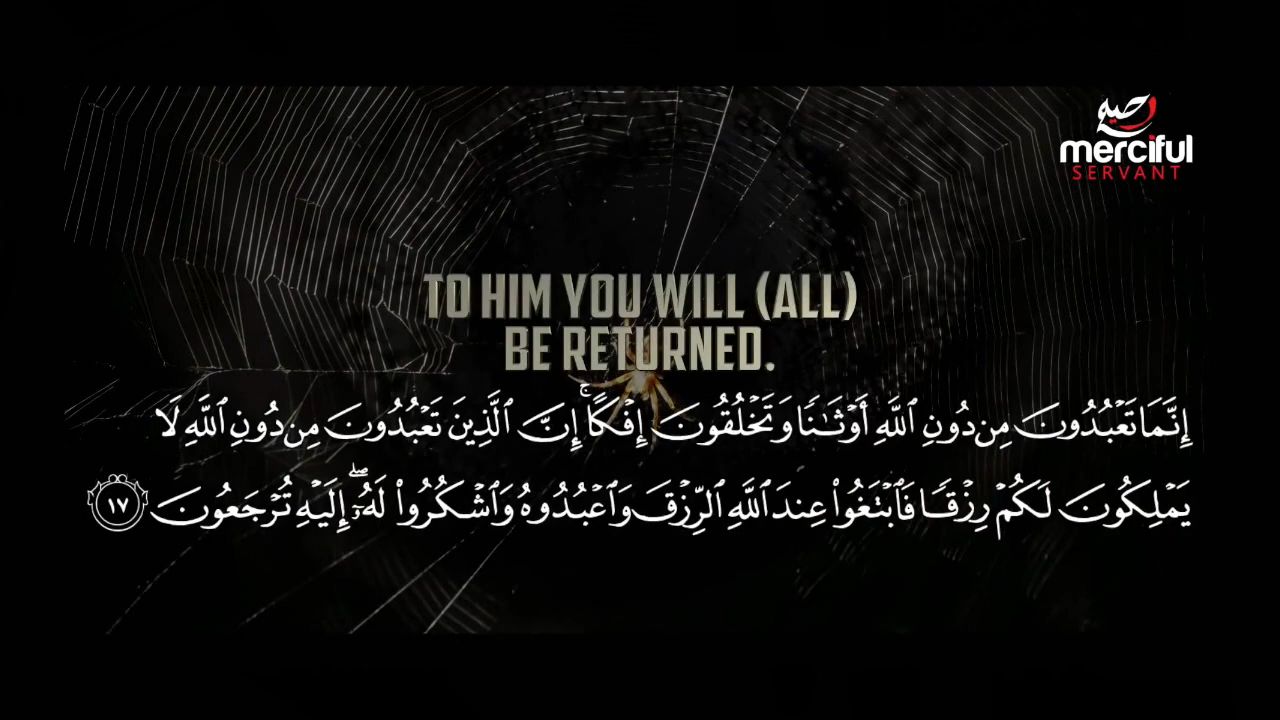 رحيم
merciful
SERVANT
TO HIM YOU WILL (ALL)
BE RETURNED.
إِنَّمَا تَعْبُدُونَ مِن دُونِ ٱللَّهِ أَوْثَـٰنًا وَتَخْلُقُونَ إِفْكًا ۚ إِنَّ ٱلَّذِينَ تَعْبُدُونَ مِن دُونِ ٱللَّهِ لَا
يَمْلِكُونَ لَكُمْ رِزْقًا فَٱبْتَغُوا۟ عِندَ ٱللَّهِ ٱلرِّزْقَ وَٱعْبُدُوهُ وَٱشْكُرُوا۟ لَهُۥٓ ۖ إِلَيْهِ تُرْجَعُونَ ١٧